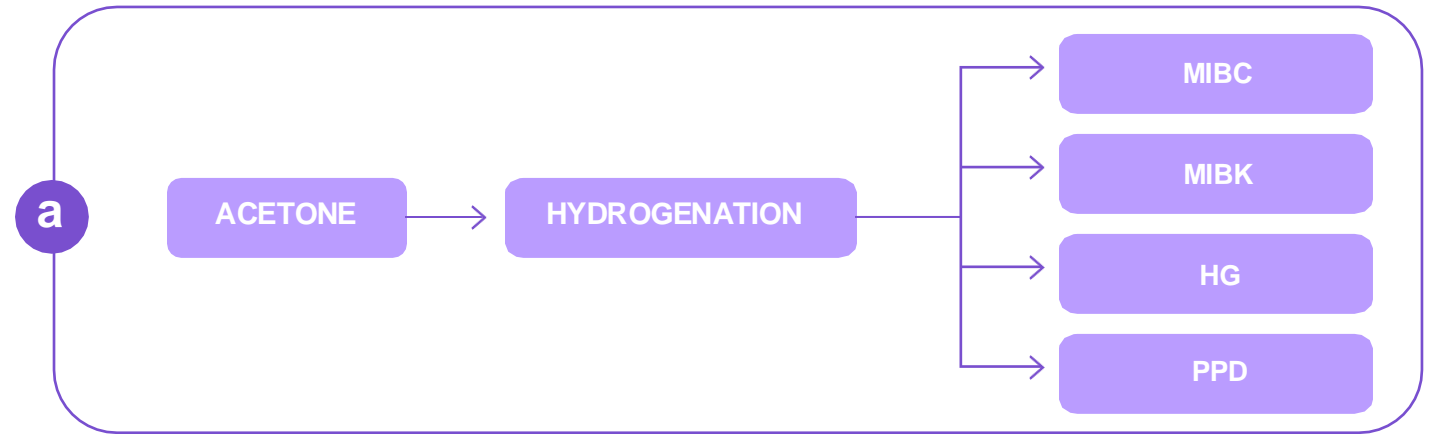 a
ACETONE
HYDROGENATION
MIBC
MIBK
HG
PPD